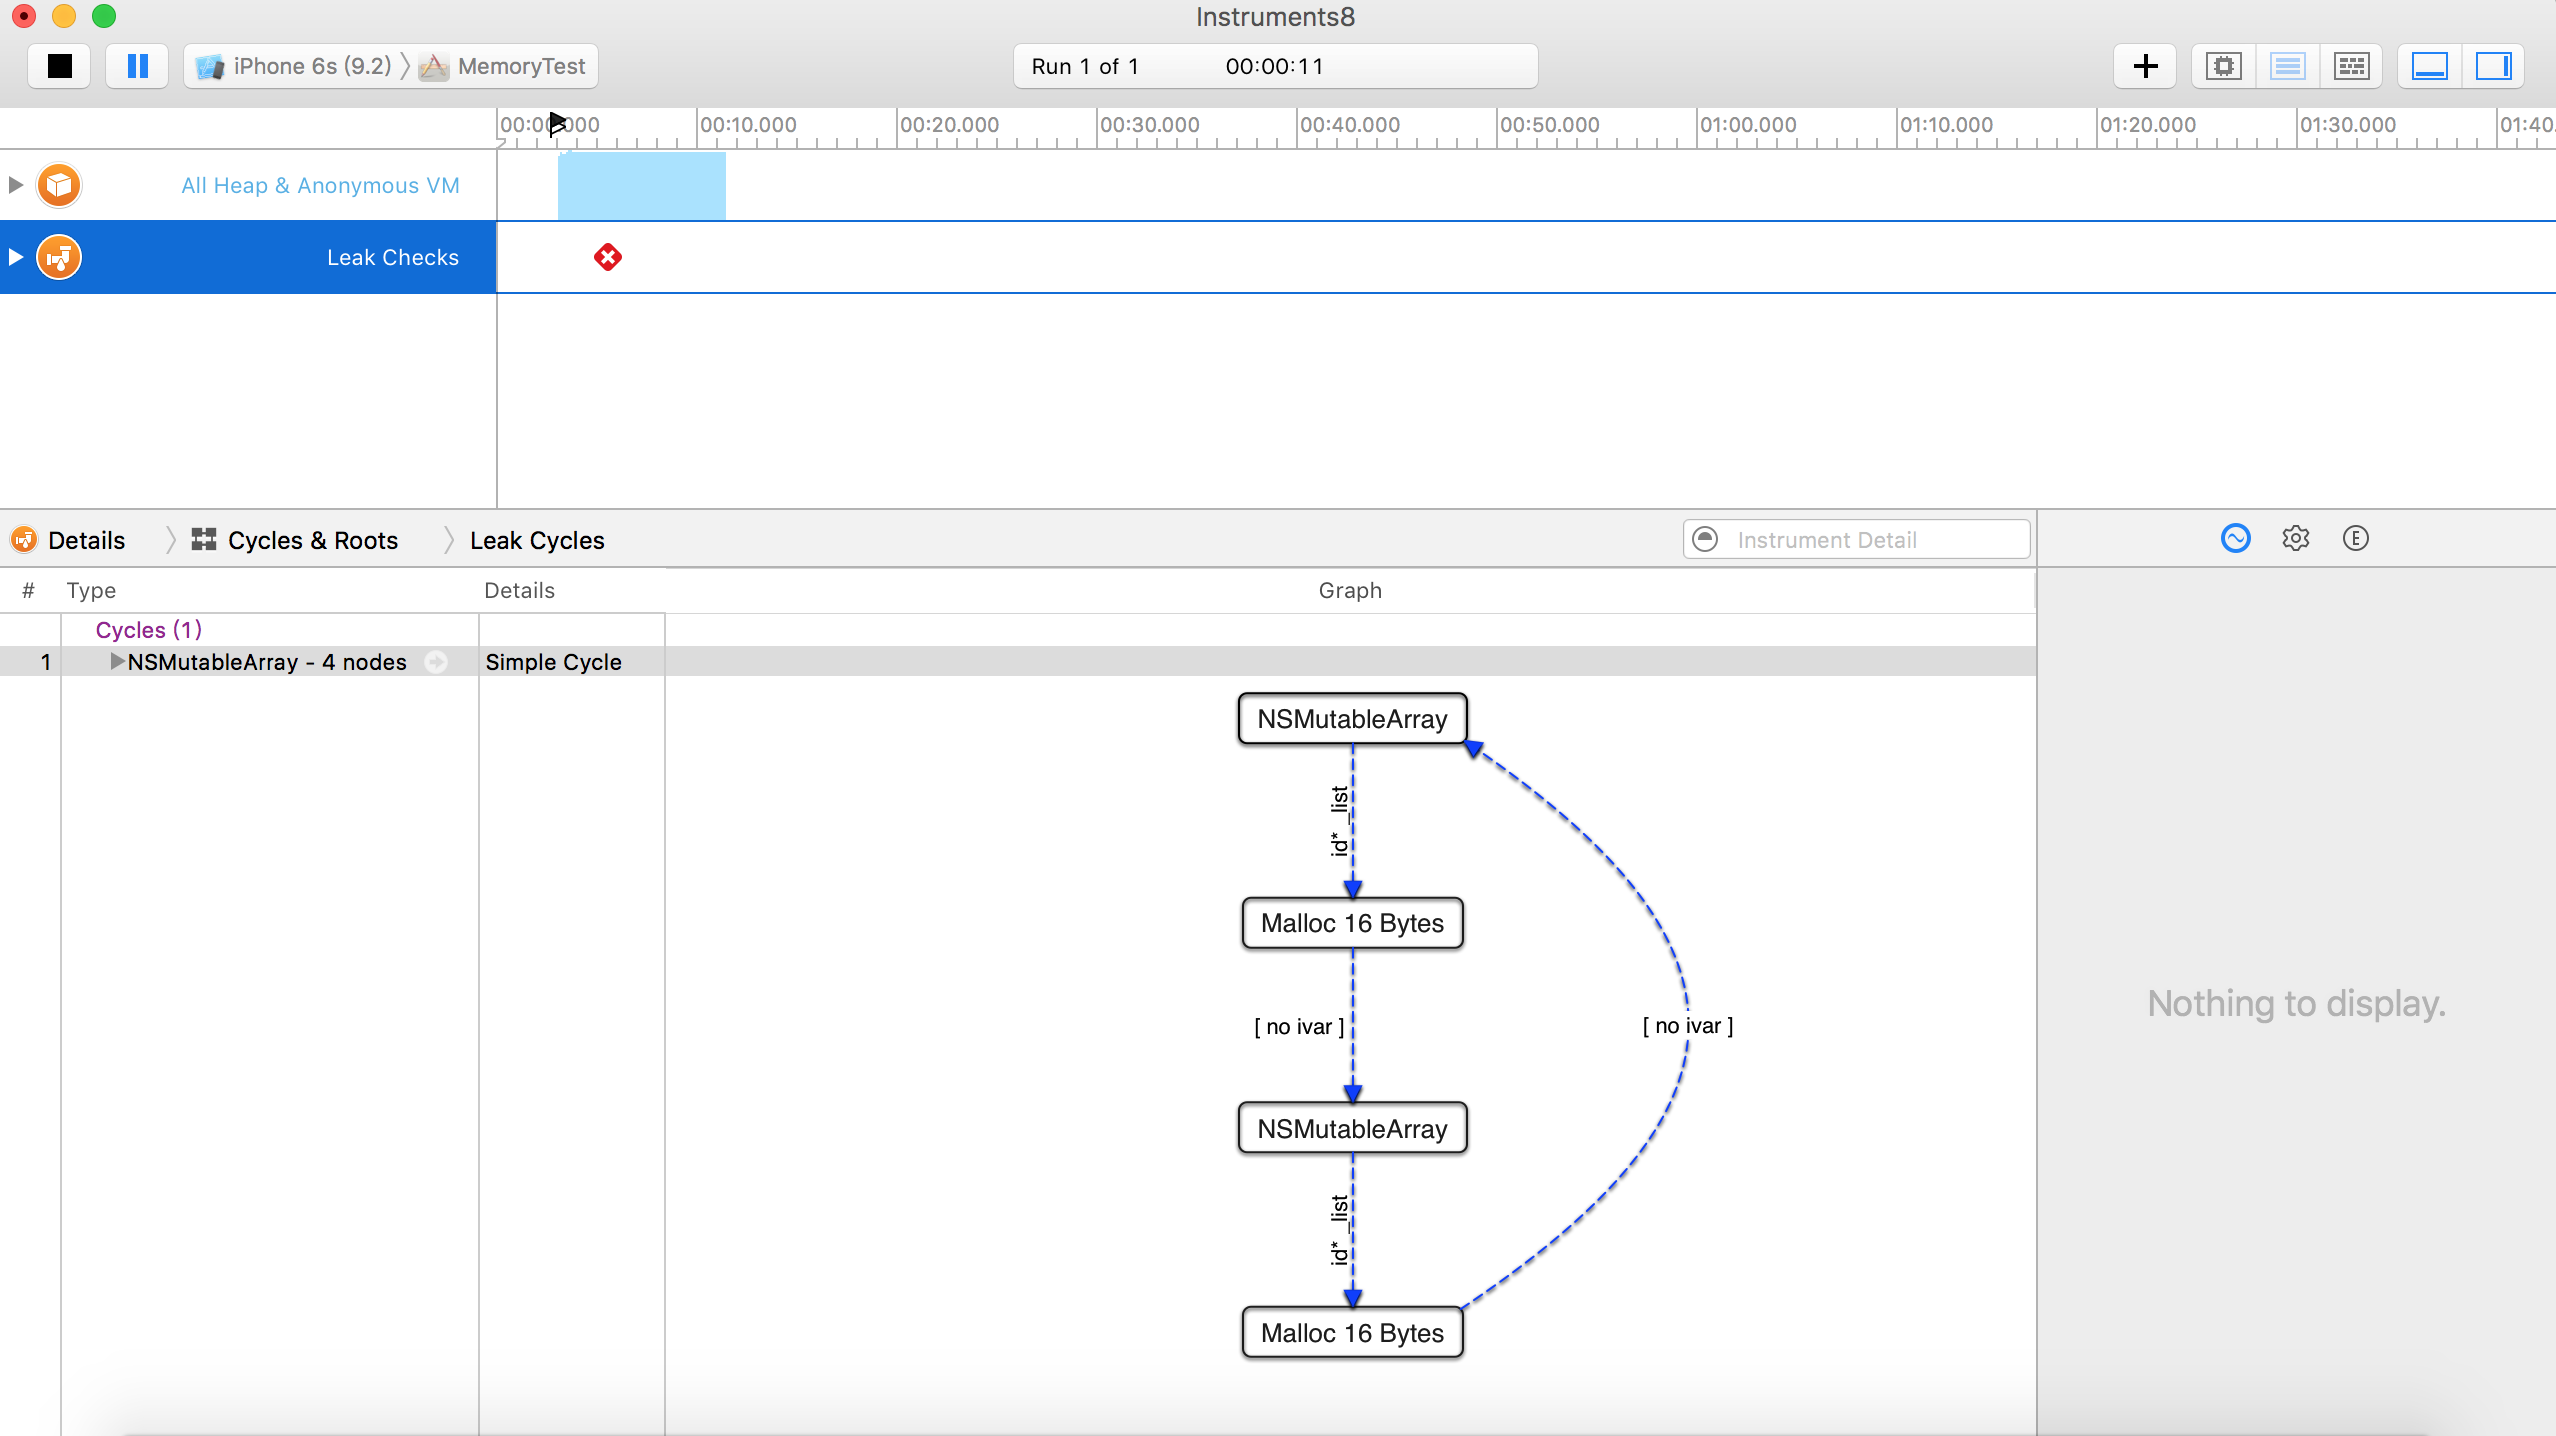 Instruments8
iPhone 6s (9.2) MemoryTest
Run 1 of 1 00:00:11
00:10.000 00:20.000 00:30.000 00:40.000 00:50.000 01:00.000 01:10.000 01:20.000 01:30.000 01:40.
All Heap & Anonymous VM
Leak Checks
Details Cycles & Roots Leak Cycles Instrument Detail
E
# Type Details Graph
Cycles (1)
1 NSMutableArray - 4 nodes Simple Cycle
NSMutableArray
id* _list
Malloc 16 Bytes
[ no ivar ] [ no ivar ]
NSMutableArray
id* _list
Malloc 16 Bytes
Nothing to display.